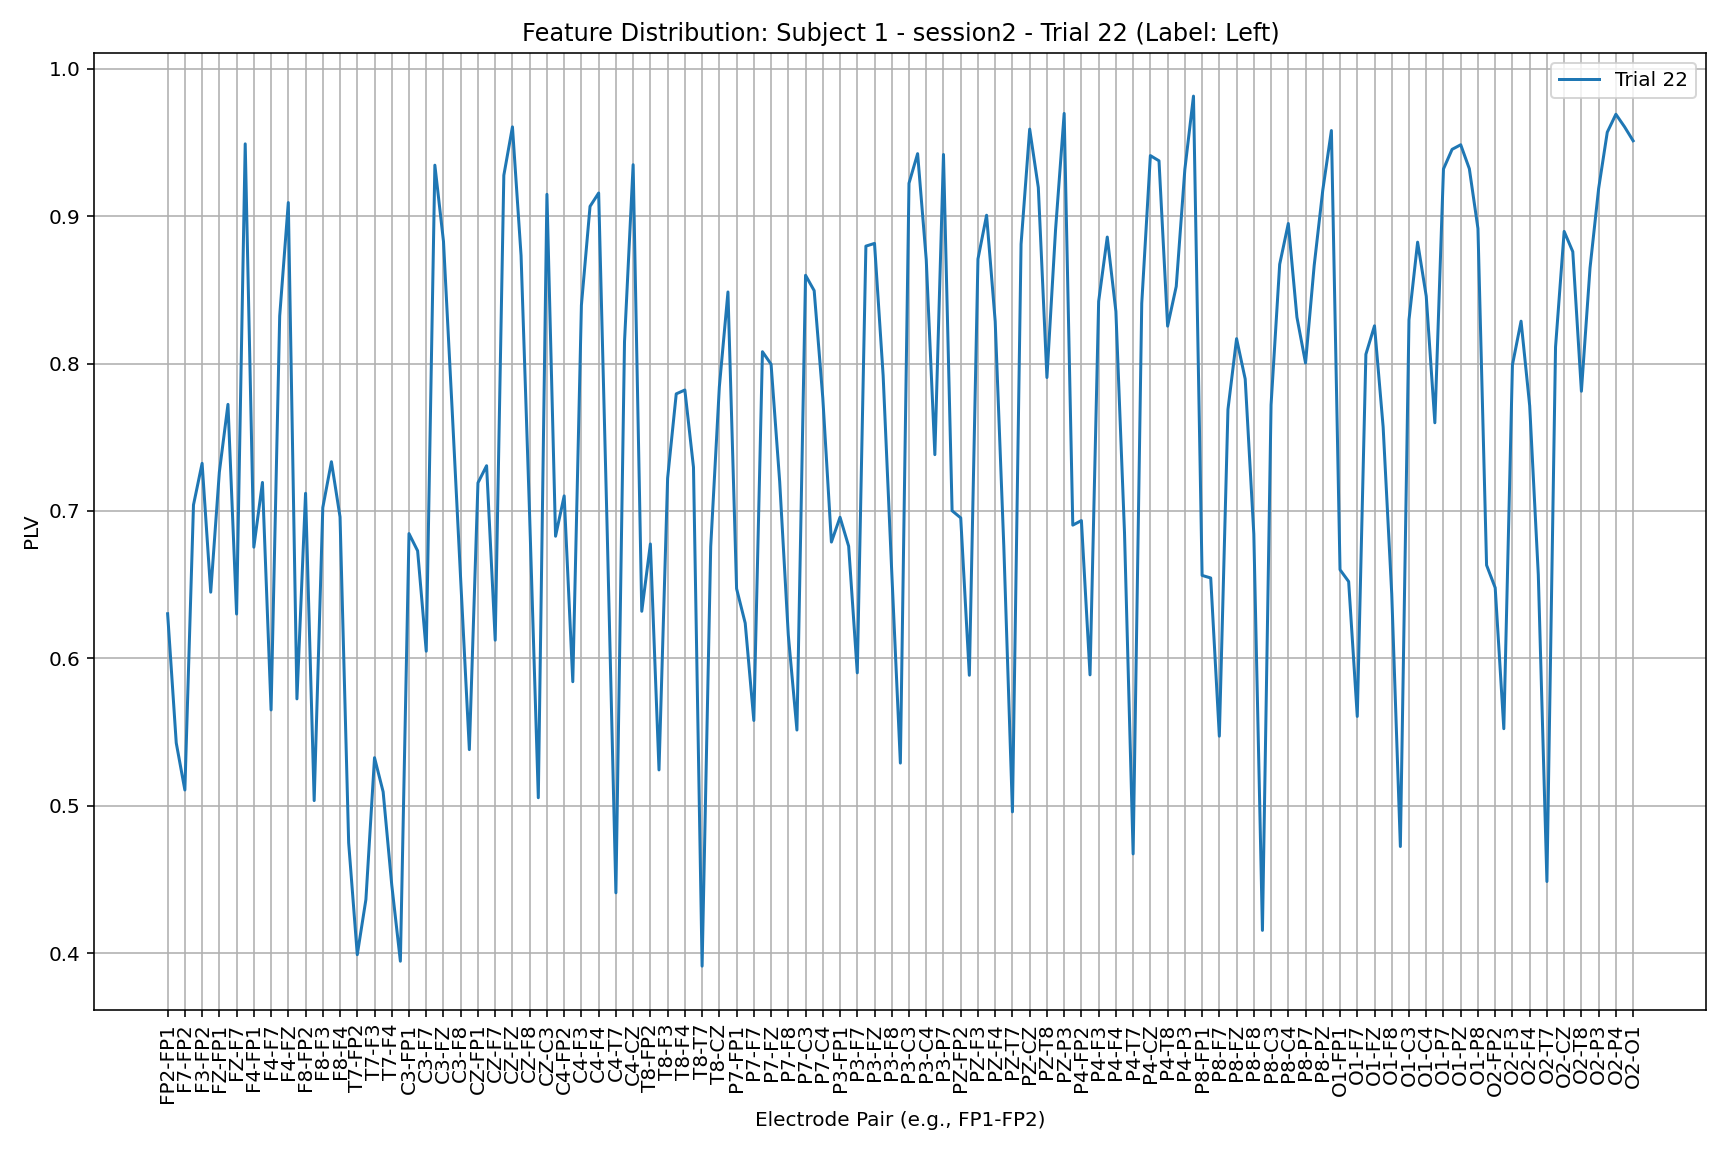 Feature Distribution: Subject 1 - session2 - Trial 22 (Label: Left)
Trial 22
1.0
0.9
0.8
0.7
0.6
0.5
0.4
PLV
FP2-FP1
F7-FP2
F3-FP2
FZ-FP1
FZ-F7
F4-FP1
F4-F7
F4-FZ
F8-FP2
F8-F3
F8-F4
T7-FP2
T7-F3
T7-F4
C3-FP1
C3-F7
C3-FZ
C3-F8
CZ-FP1
CZ-F7
CZ-FZ
CZ-F8
CZ-C3
C4-FP2
C4-F3
C4-F4
C4-T7
C4-CZ
T8-FP2
T8-F3
T8-F4
T8-T7
T8-CZ
P7-FP1
P7-F7
P7-FZ
P7-F8
P7-C3
P7-C4
P3-FP1
P3-F7
P3-FZ
P3-F8
P3-C3
P3-C4
P3-P7
PZ-FP2
PZ-F3
PZ-F4
PZ-T7
PZ-CZ
PZ-T8
PZ-P3
P4-FP2
P4-F3
P4-F4
P4-T7
P4-CZ
P4-T8
P4-P3
P8-FP1
P8-F7
P8-FZ
P8-F8
P8-C3
P8-C4
P8-P7
P8-PZ
O1-FP1
O1-F7
O1-FZ
O1-F8
O1-C3
O1-C4
O1-P7
O1-PZ
O1-P8
O2-FP2
O2-F3
O2-F4
O2-T7
O2-CZ
O2-T8
O2-P3
O2-P4
O2-O1
Electrode Pair (e.g., FP1-FP2)